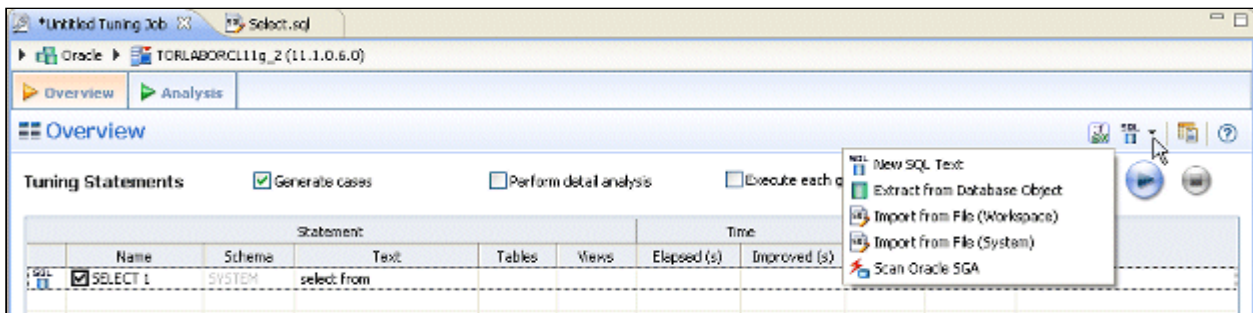 *Untitled Tuning Job Select.sql
Oracle TORLABORCL11g_2 (11.1.0.6.0)
Overview Analysis
Overview
New SQL Text
Extract from Database Object
Import from File (Workspace)
Import from File (System)
Scan Oracle SGA
Tuning Statements Generate cases Perform detail analysis Execute each g
Statement Time
Name Schema Text Tables Views Elapsed (s) Improved (s)
SELECT 1 SYSTEM select from